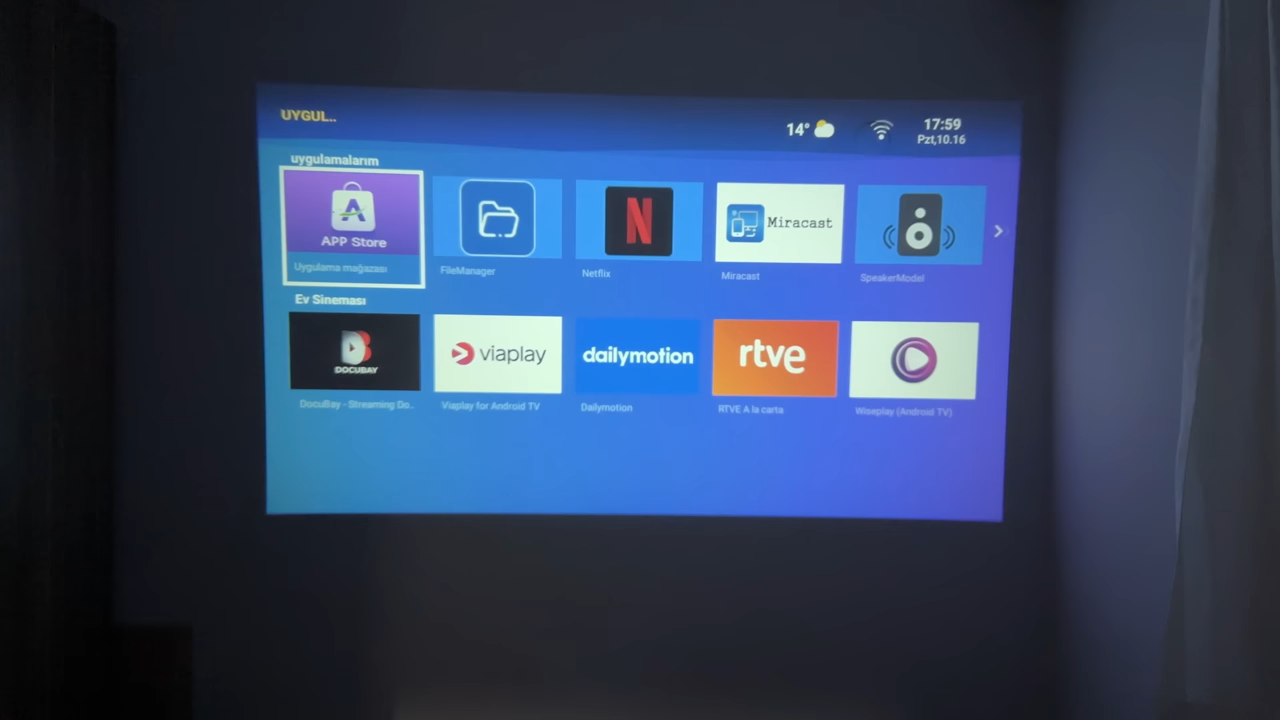 UYGUL..
14°
17:59
Pzt,10.16
uygulamalarım
APP Store
Miracast
Uygulama mağazası
FileManager
Netflix
Miracast
SpeakerModel
Ev Sineması
DOCUBAY
viaplay
dailymotion
rtve
DocuBay - Streaming Do..
Viaplay for Android TV
Dailymotion
RTVE A la carta
Wiseplay (Android TV)